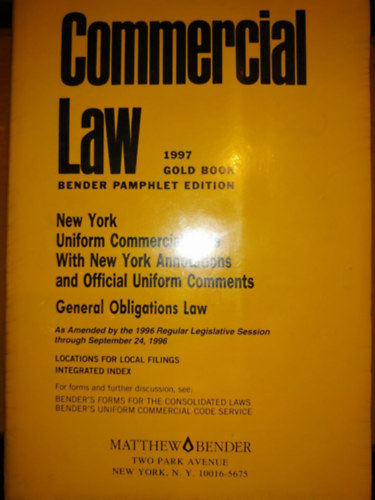 Commercial
Law
1997
GOLD BOOK
BENDER PAMPHLET EDITION
New York
Uniform Commercial
With New York Annotations
and Official Uniform Comments
General Obligations Law
As Amended by the 1996 Regular Legislative Session
through September 24, 1996
LOCATIONS FOR LOCAL FILINGS
INTEGRATED INDEX
For forms and further discussion, see:
BENDER'S FORMS FOR THE CONSOLIDATED LAWS
BENDER'S UNIFORM COMMERCIAL CODE SERVICE
MATTHEW BENDER
TWO PARK AVENUE
NEW YORK, N. Y. 10016-5675